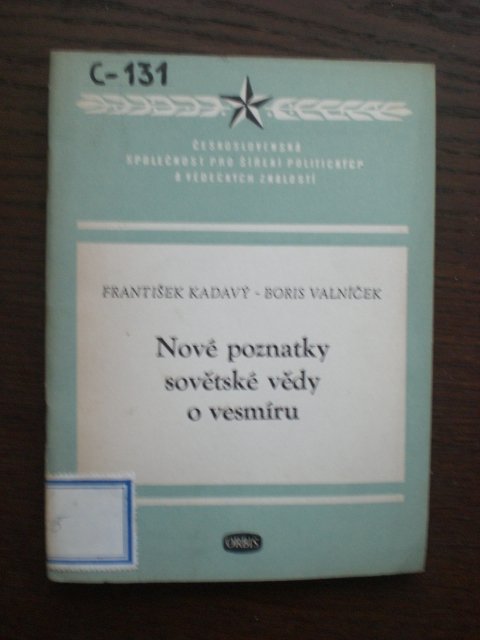 C-131
ČESKOSLOVENSKÁ
SPOLEČNOST PRO ŠÍŘENÍ POLITICKÝCH
A VĚDECKÝCH ZNALOSTÍ
FRANTIŠEK KADAVÝ - BORIS VALNÍČEK
Nové poznatky
sovětské vědy
o vesmíru
ORBIS